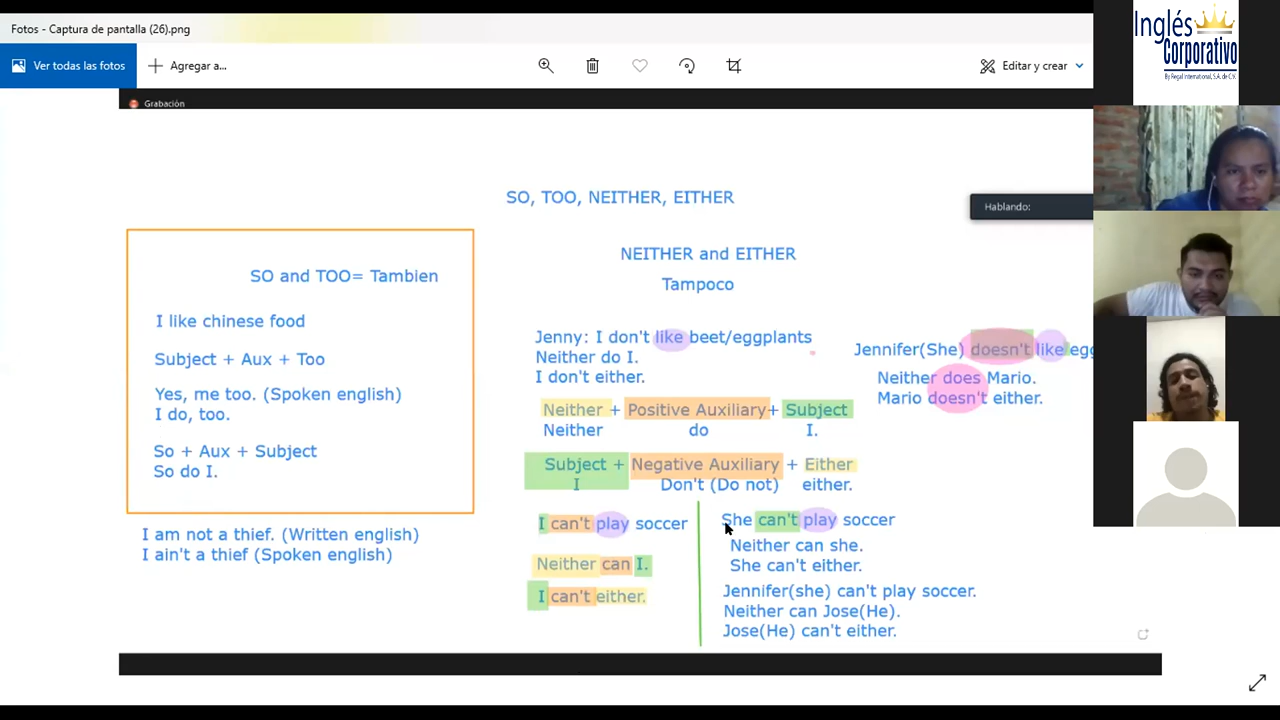 Fotos - Captura de pantalla (26).png
Ver todas las fotos
Agregar a...
Editar y crear
Inglés
Corporativo
By Regal International, S.A. de C.V.
Grabación
SO, TOO, NEITHER, EITHER
Hablando:
SO and TOO= Tambien
I like chinese food
Subject + Aux + Too
Yes, me too. (Spoken english)
I do, too.
So + Aux + Subject
So do I.
I am not a thief. (Written english)
I ain't a thief (Spoken english)
NEITHER and EITHER
Tampoco
Jenny: I don't like beet/eggplants
Neither do I.
I don't either.
Neither + Positive Auxiliary+ Subject
Neither do I.
Subject + Negative Auxiliary + Either
I Don't (Do not) either.
I can't play soccer
Neither can I.
I can't either.
She can't play soccer
Neither can she.
She can't either.
Jennifer(she) can't play soccer.
Neither can Jose(He).
Jose(He) can't either.
Jennifer(She) doesn't like egg
Neither does Mario.
Mario doesn't either.